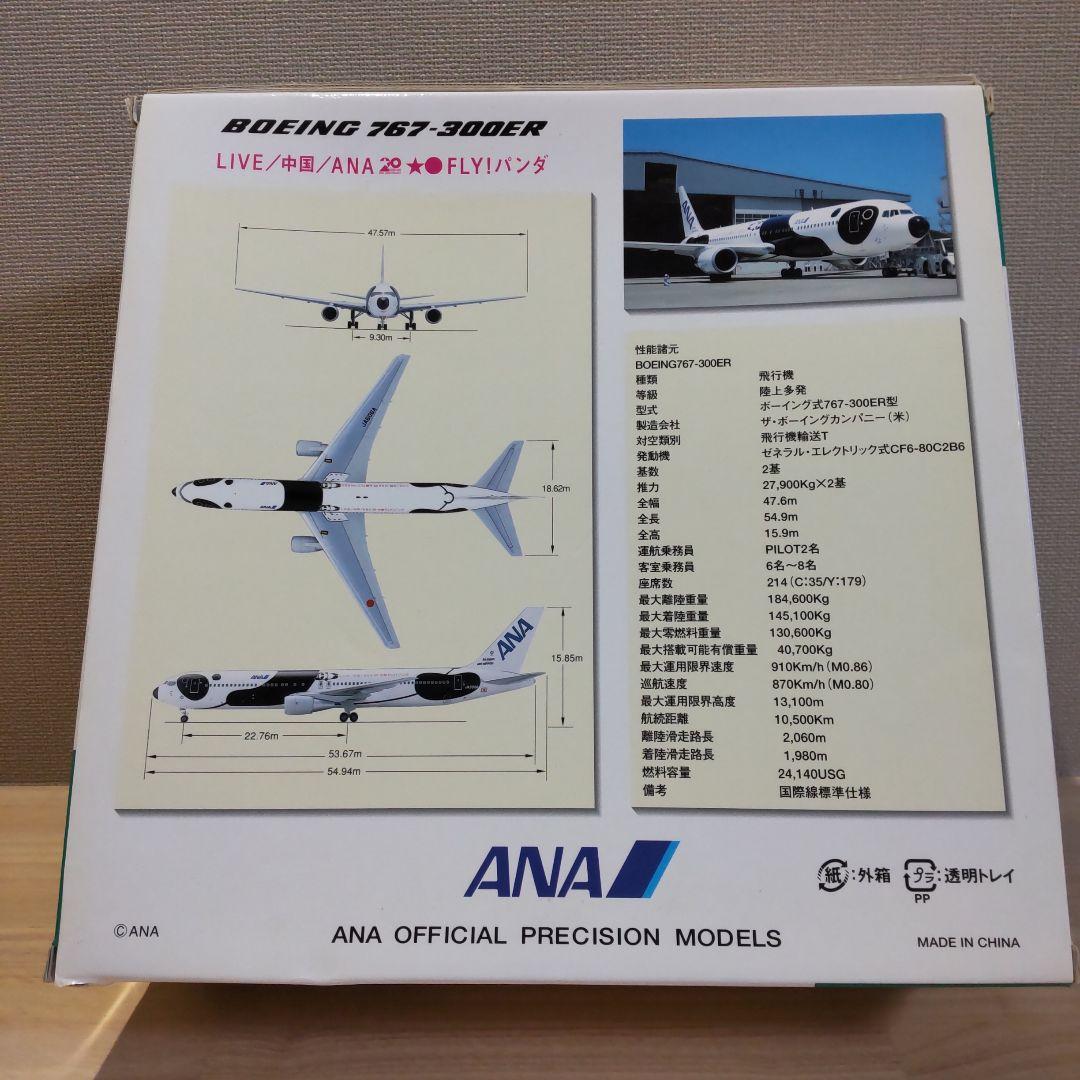 BOEING 767-300ER
LIVE/中国/ANA 20 ★●FLY!パンダ
47.57m
9.30m
JA606A
18.62m
ANA
15.85m
ANA
22.76m
53.67m
54.94m
ANA
性能諸元
BOEING767-300ER
種類 飛行機
等級 陸上多発
型式 ボーイング式767-300ER型
製造会社 ザ・ボーイングカンパニー(米)
対空類別 飛行機輸送T
発動機 ゼネラル・エレクトリック式CF6-80C2B6
基数 2基
推力 27,900Kg×2基
全幅 47.6m
全長 54.9m
全高 15.9m
運航乗務員 PILOT2名
客室乗務員 6名〜8名
座席数 214(C:35/Y:179)
最大離陸重量 184,600Kg
最大着陸重量 145,100Kg
最大零燃料重量 130,600Kg
最大搭載可能有償重量 40,700Kg
最大運用限界速度 910Km/h(M0.86)
巡航速度 870Km/h(M0.80)
最大運用限界高度 13,100m
航続距離 10,500Km
離陸滑走路長 2,060m
着陸滑走路長 1,980m
燃料容量 24,140USG
備考 国際線標準仕様
ANA
紙:外箱 プラ:透明トレイ
PP
©ANA
ANA OFFICIAL PRECISION MODELS
MADE IN CHINA